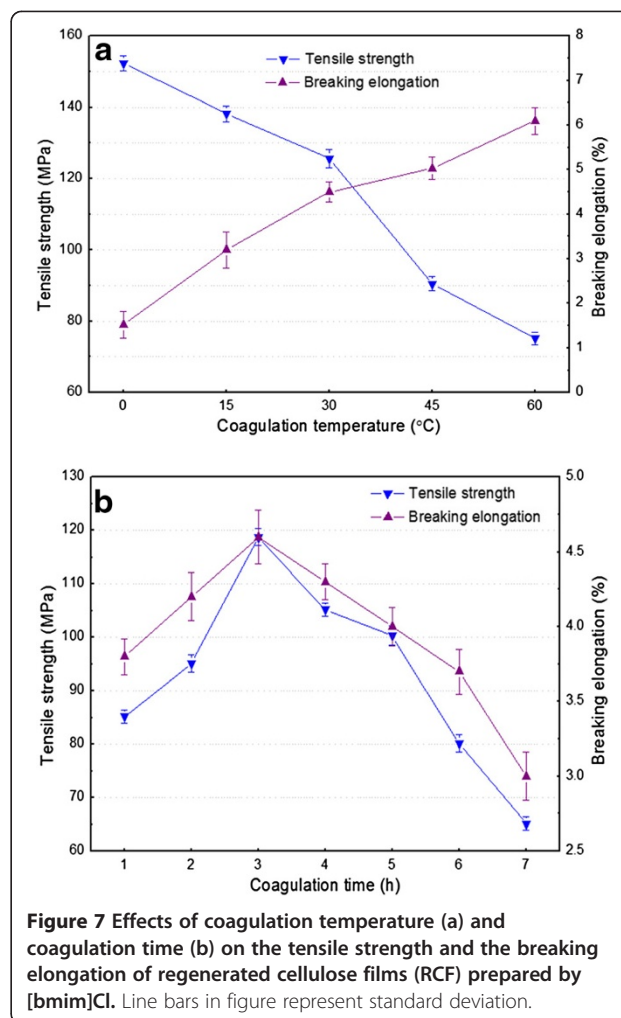 a
Tensile strength
Breaking elongation
160
140
120
100
80
60
Tensile strength (MPa)
8
7
6
5
4
3
2
1
0
Breaking elongation (%)
0 15 30 45 60
Coagulation temperature (°C)
b
Tensile strength
Breaking elongation
130
120
110
100
90
80
70
60
Tensile strength (MPa)
5.0
4.5
4.0
3.5
3.0
2.5
Breaking elongation (%)
1 2 3 4 5 6 7
Coagulation time (h)
Figure 7 Effects of coagulation temperature (a) and
coagulation time (b) on the tensile strength and the breaking
elongation of regenerated cellulose films (RCF) prepared by
[bmim]Cl. Line bars in figure represent standard deviation.